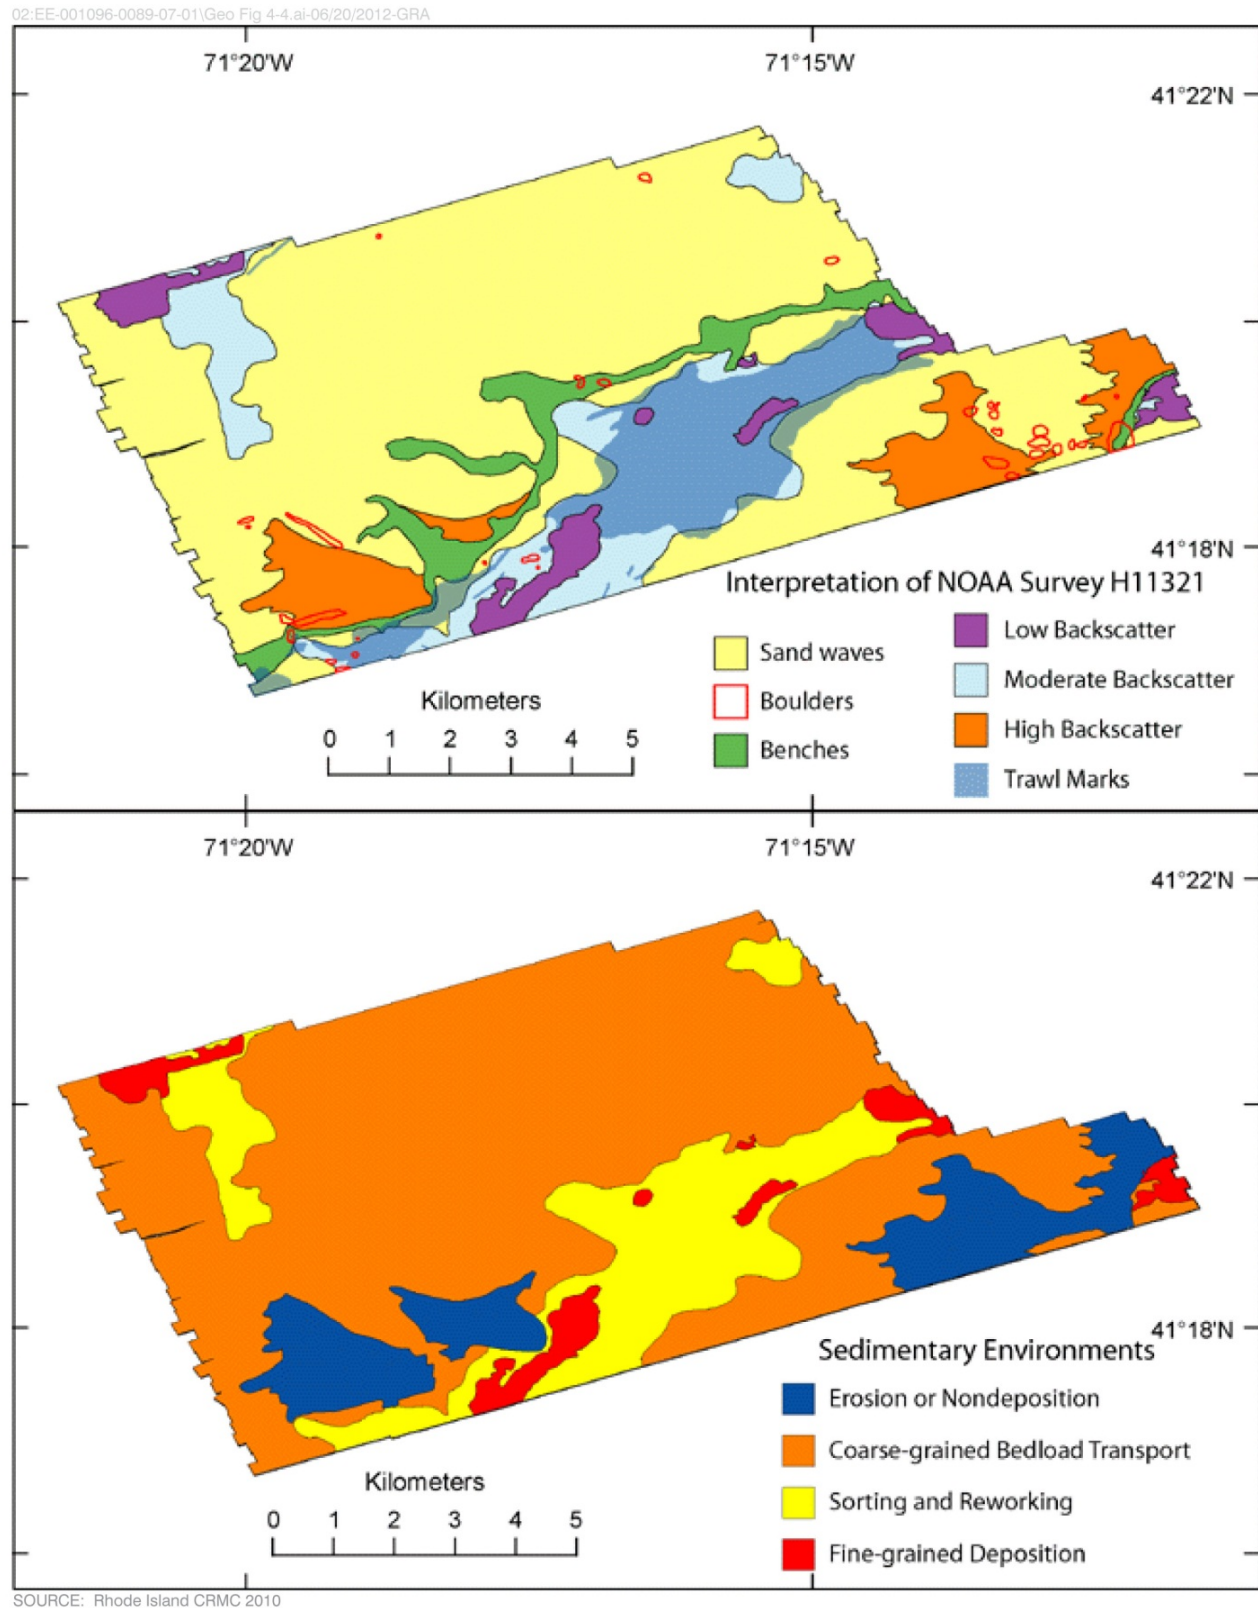 02:EE-001096-0089-07-01\Geo Fig 4-4.ai-06/20/2012-GRA
71°20'W 71°15'W
41°22'N
41°18'N
Interpretation of NOAA Survey H11321
Sand waves
Boulders
Benches
Low Backscatter
Moderate Backscatter
High Backscatter
Trawl Marks
Kilometers
0 1 2 3 4 5
71°20'W 71°15'W
41°22'N
41°18'N
Sedimentary Environments
Erosion or Nondeposition
Coarse-grained Bedload Transport
Sorting and Reworking
Fine-grained Deposition
Kilometers
0 1 2 3 4 5
SOURCE: Rhode Island CRMC 2010